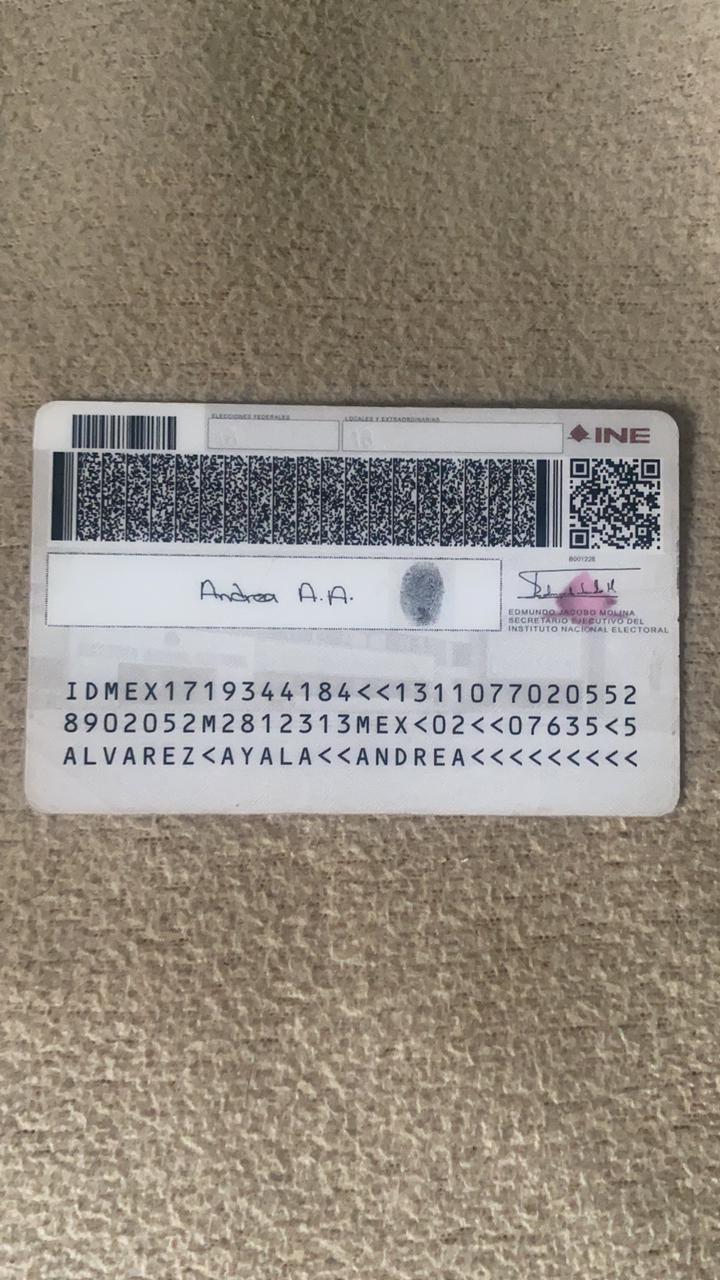 ELECCIONES FEDERALES
LOCALES Y EXTRAORDINARIAS
INE
B001228
Andrea A.A.
EDMUNDO JACOBO MOLINA
SECRETARIO EJECUTIVO DEL
INSTITUTO NACIONAL ELECTORAL
IDMEX1719344184<<1311077020552
8902052M2812313MEX<02<<07635<5
ALVAREZ<AYALA<<ANDREA<<<<<<<<<